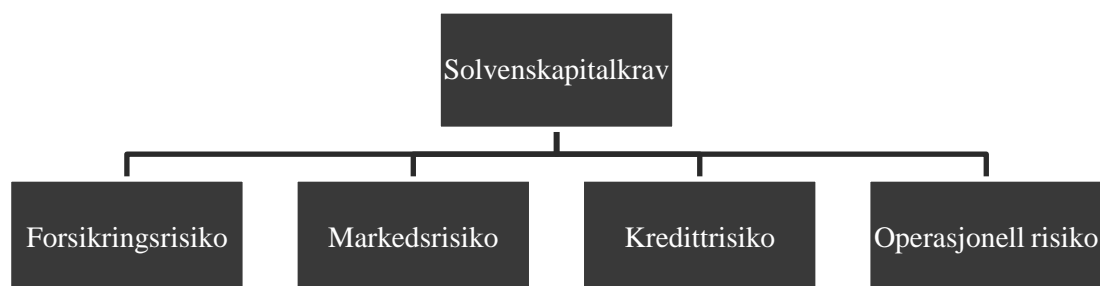 Solvenskapitalkrav
Forsikringsrisiko
Markedsrisiko
Kredittrisiko
Operasjonell risiko